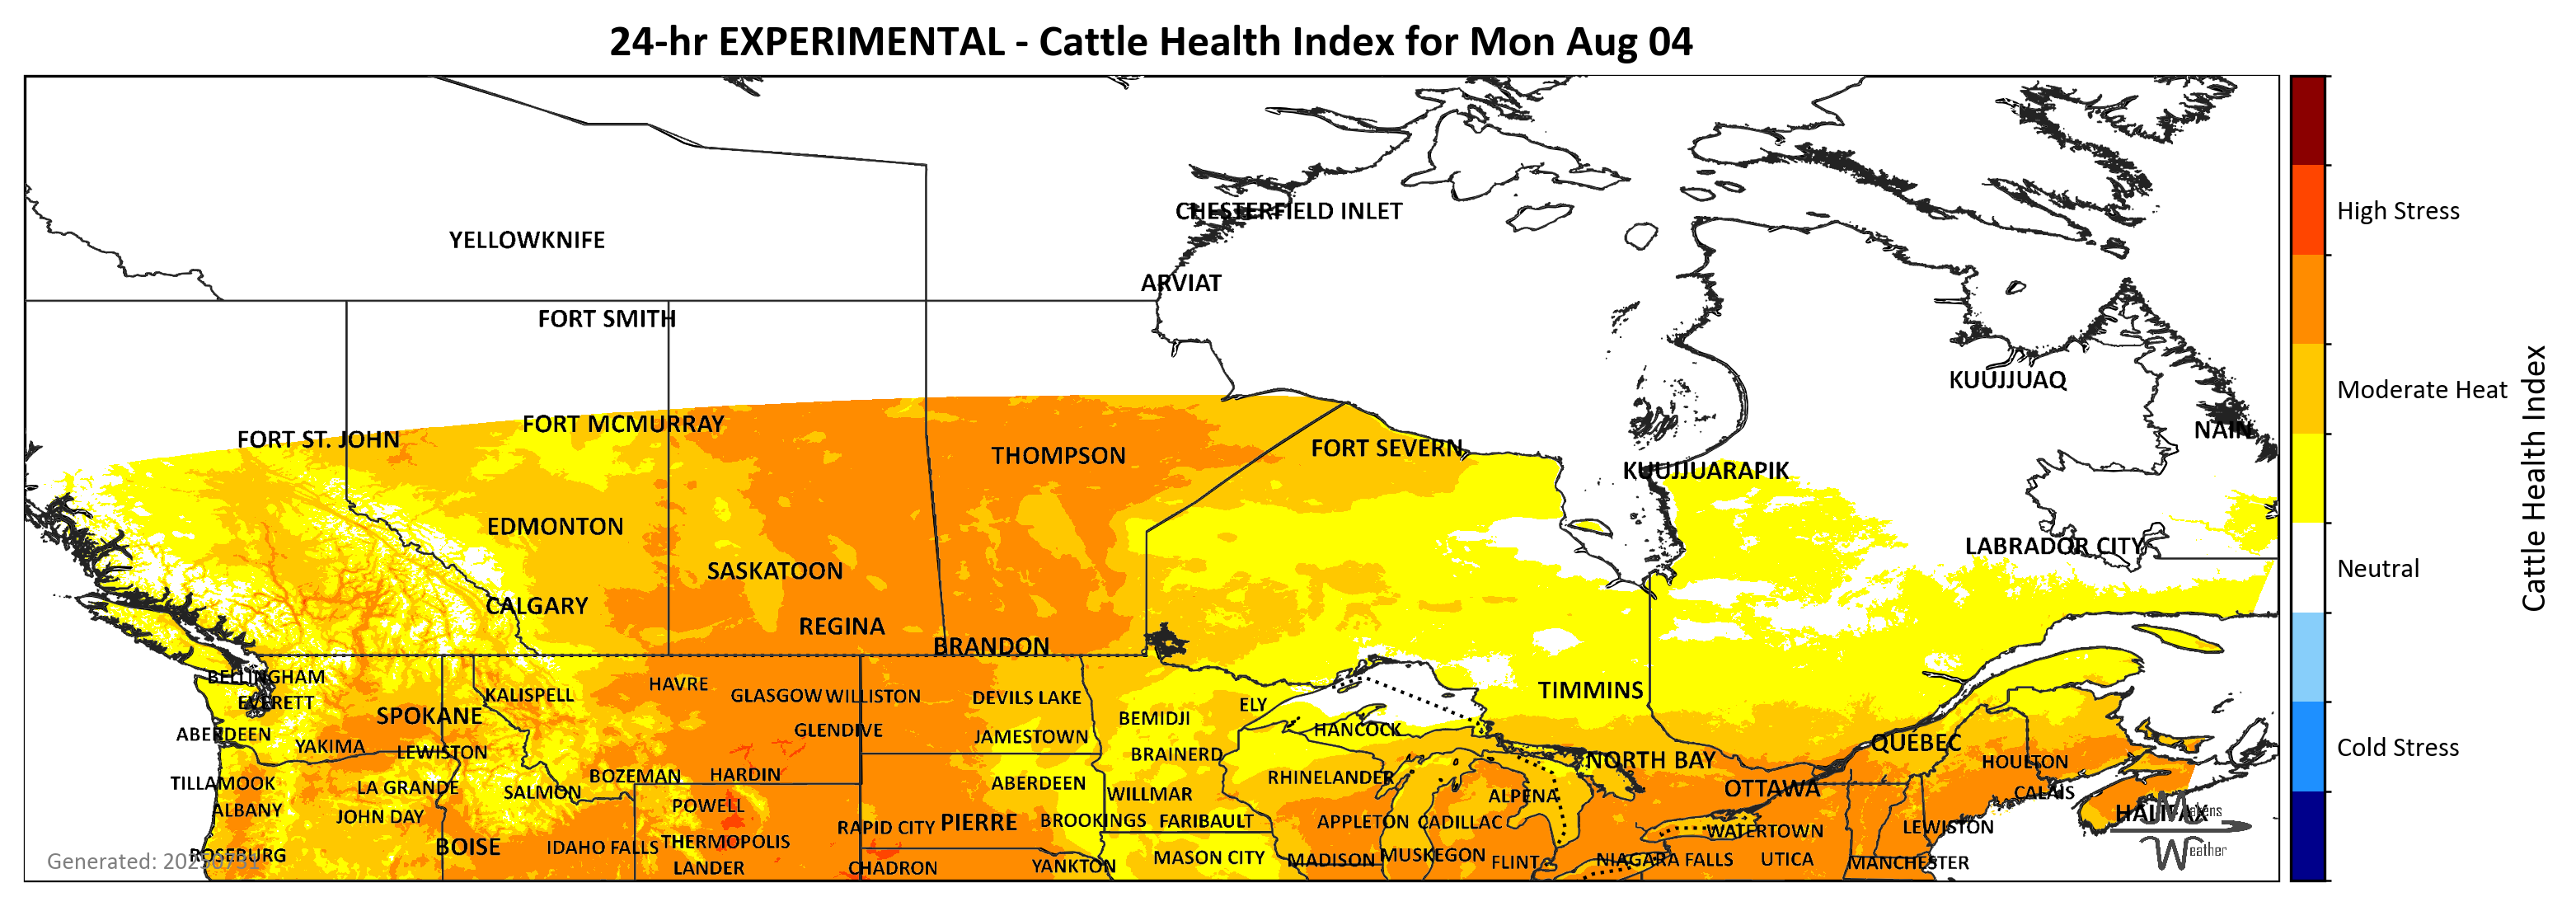 24-hr EXPERIMENTAL - Cattle Health Index for Mon Aug 04
CHESTERFIELD INLET
High Stress
YELLOWKNIFE
ARVIAT
FORT SMITH
KUUJJUAQ
Moderate Heat
FORT MCMURRAY
FORT ST. JOHN
THOMPSON
FORT SEVERN
NAIN
KUUJJUARAPIK
Cattle Health Index
EDMONTON
LABRADOR CITY
SASKATOON
Neutral
CALGARY
REGINA
BRANDON
BELLINGHAM
KALISPELL
HAVRE
GLASGOW
WILLISTON
DEVILS LAKE
TIMMINS
EVERETT
SPOKANE
BEMIDJI
ELY
ABERDEEN
YAKIMA
LEWISTON
GLENDIVE
JAMESTOWN
BRAINERD
HANCOCK
QUEBEC
Cold Stress
TILLAMOOK
LA GRANDE
SALMON
BOZEMAN
HARDIN
ABERDEEN
RHINELANDER
NORTH BAY
HOULTON
ALBANY
JOHN DAY
POWELL
WILLMAR
ALPENA
OTTAWA
CALAIS
RAPID CITY
PIERRE
BROOKINGS
FARIBAULT
APPLETON
CADILLAC
WATERTOWN
LEWISTON
HALIFAX
Makens
Weather
ROSEBURG
BOISE
IDAHO FALLS
THERMOPOLIS
MASON CITY
MADISON
MUSKEGON
FLINT
NIAGARA FALLS
UTICA
MANCHESTER
Generated: 20250731
LANDER
CHADRON
YANKTON